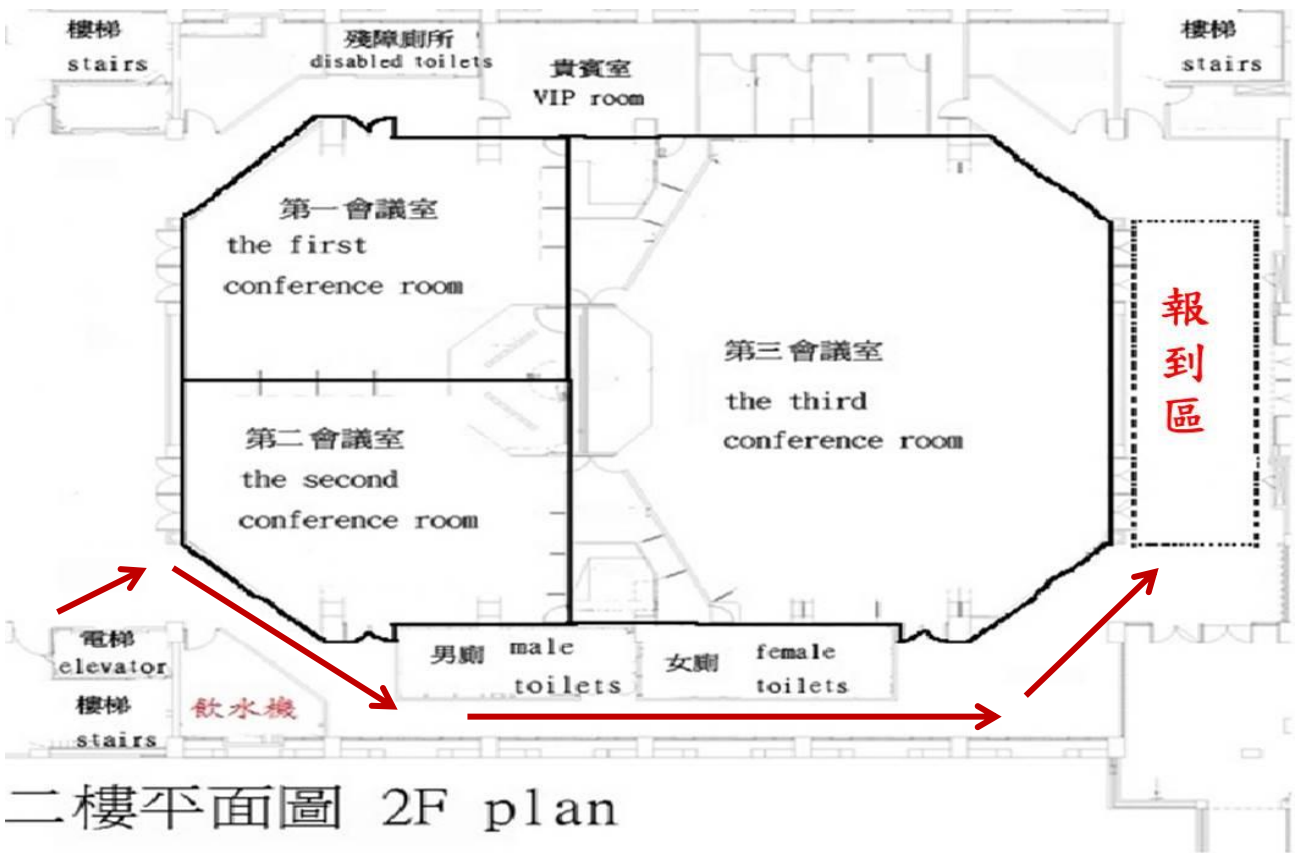 樓梯
stairs
殘障廁所
disabled toilets
貴賓室
VIP room
樓梯
stairs
第一會議室
the first
conference room
第二會議室
the second
conference room
第三會議室
the third
conference room
報到區
電梯
elevator
樓梯
stairs
飲水機
男廁 male
toilets
女廁 female
toilets
二樓平面圖 2F plan